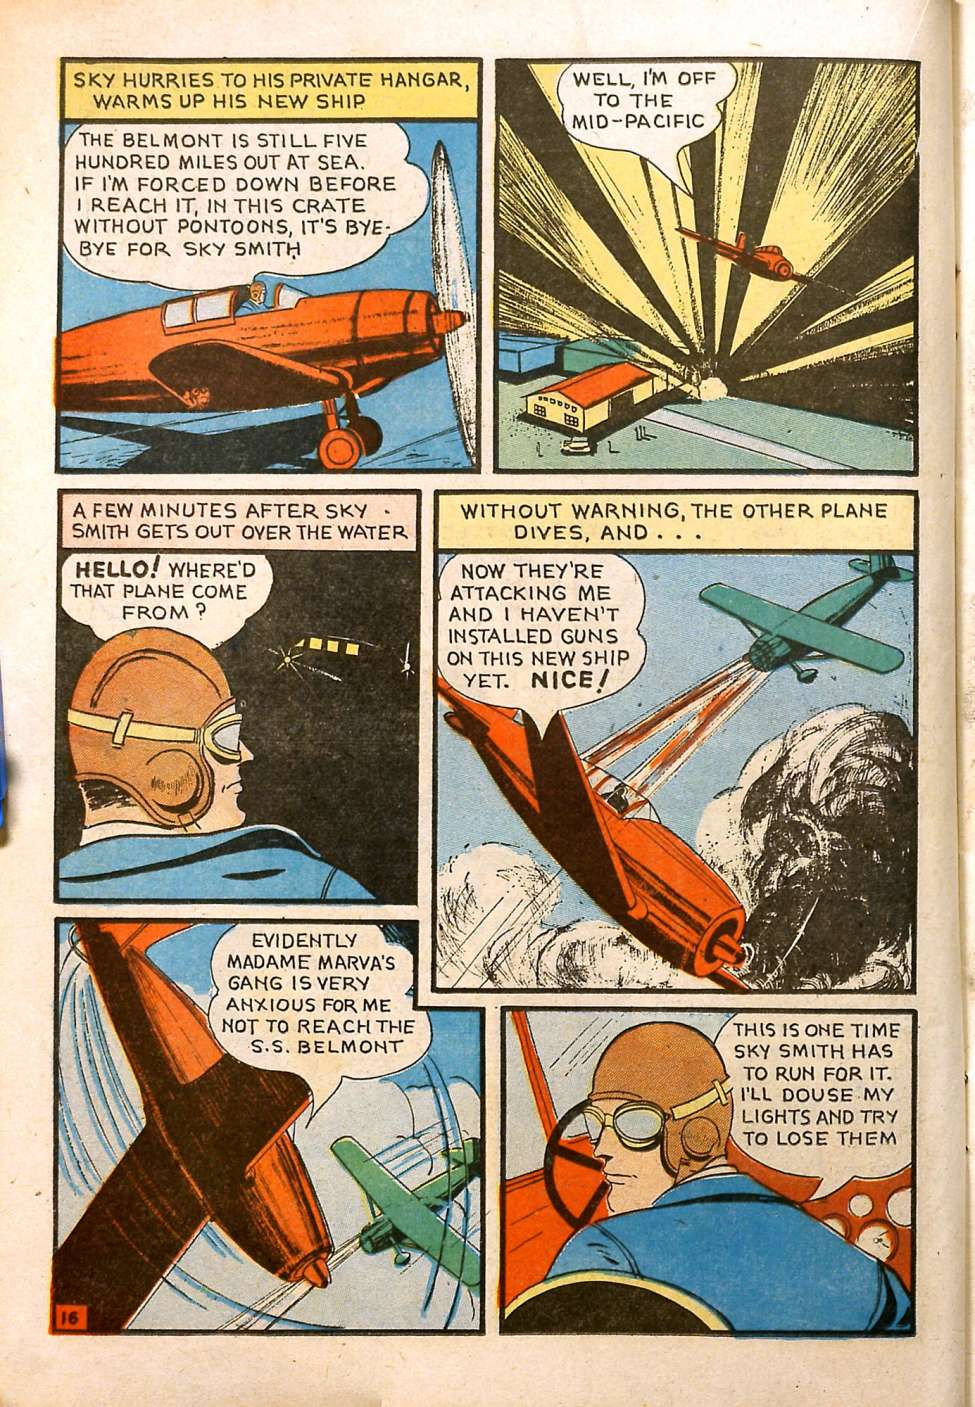 SKY HURRIES TO HIS PRIVATE HANGAR,
WARMS UP HIS NEW SHIP
THE BELMONT IS STILL FIVE
HUNDRED MILES OUT AT SEA.
IF I'M FORCED DOWN BEFORE
I REACH IT, IN THIS CRATE
WITHOUT PONTOONS, IT'S BYE-
BYE FOR SKY SMITH
WELL, I'M OFF
TO THE
MID-PACIFIC
A FEW MINUTES AFTER SKY
SMITH GETS OUT OVER THE WATER
HELLO! WHERE'D
THAT PLANE COME
FROM?
WITHOUT WARNING, THE OTHER PLANE
DIVES, AND . . .
NOW THEY'RE
ATTACKING ME
AND I HAVEN'T
INSTALLED GUNS
ON THIS NEW SHIP
YET. NICE!
EVIDENTLY
MADAME MARVA'S
GANG IS VERY
ANXIOUS FOR ME
NOT TO REACH THE
S.S. BELMONT
THIS IS ONE TIME
SKY SMITH HAS
TO RUN FOR IT.
I'LL DOUSE MY
LIGHTS AND TRY
TO LOSE THEM
16